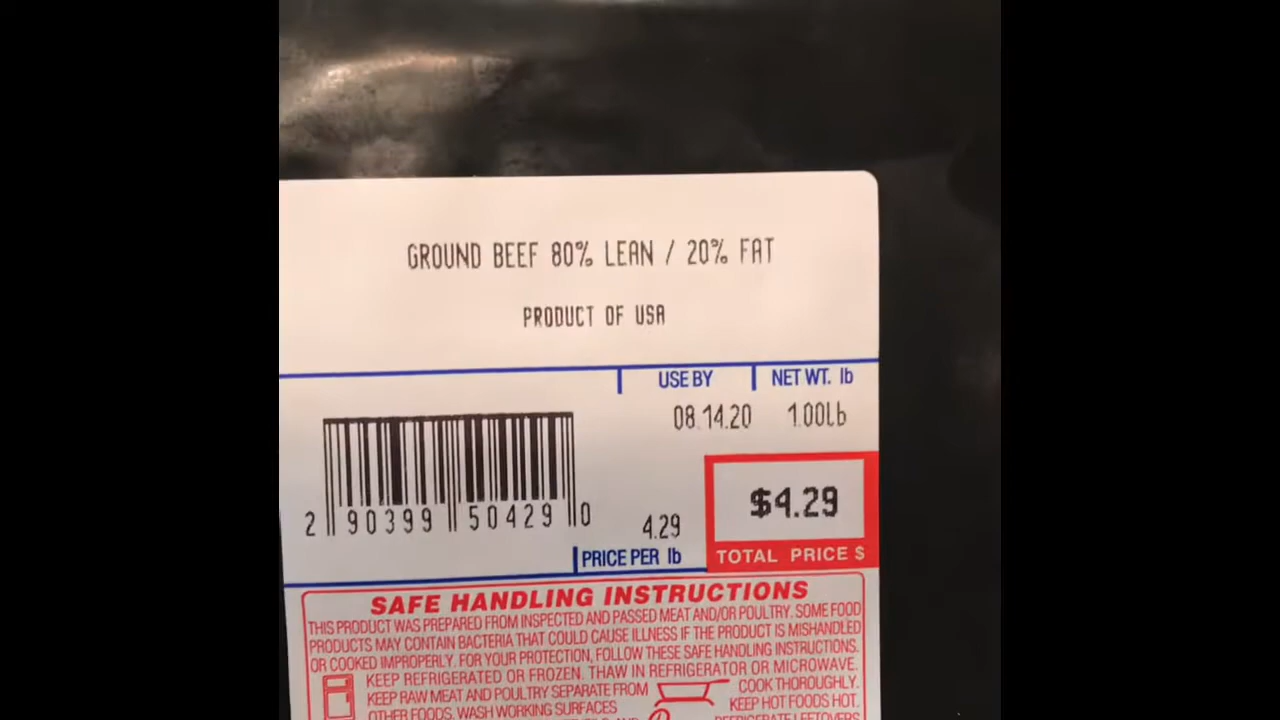 GROUND BEEF 80% LEAN / 20% FAT
PRODUCT OF USA
USE BY NET WT. lb
08.14.20 1.00lb
2 90399 50429 0
4.29
$4.29
PRICE PER lb
TOTAL PRICE $
SAFE HANDLING INSTRUCTIONS
THIS PRODUCT WAS PREPARED FROM INSPECTED AND PASSED MEAT AND/OR POULTRY. SOME FOOD
PRODUCTS MAY CONTAIN BACTERIA THAT COULD CAUSE ILLNESS IF THE PRODUCT IS MISHANDLED
OR COOKED IMPROPERLY. FOR YOUR PROTECTION, FOLLOW THESE SAFE HANDLING INSTRUCTIONS.
KEEP REFRIGERATED OR FROZEN. THAW IN REFRIGERATOR OR MICROWAVE.
KEEP RAW MEAT AND POULTRY SEPARATE FROM
OTHER FOODS. WASH WORKING SURFACES
COOK THOROUGHLY.
KEEP HOT FOODS HOT.
REFRIGERATE LEFTOVERS